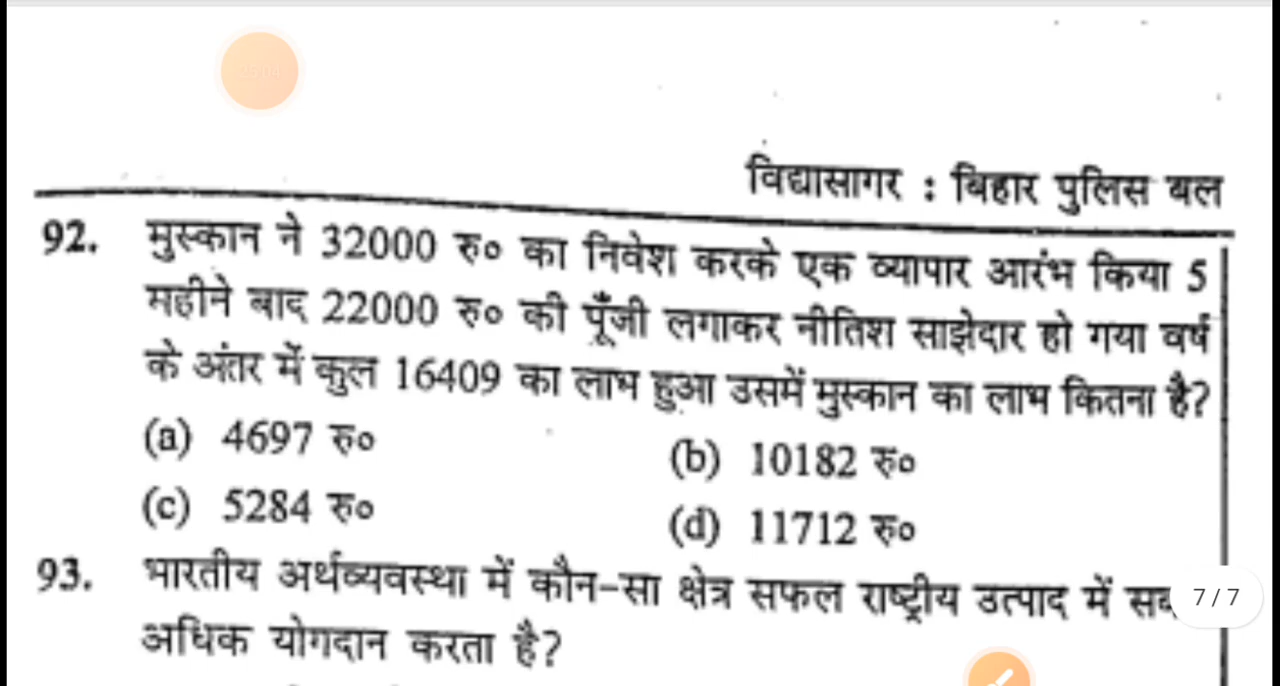 विद्यासागर : बिहार पुलिस बल
92. मुस्कान ने 32000 रु० का निवेश करके एक व्यापार आरंभ किया 5
महीने बाद 22000 रु० की पूँजी लगाकर नीतिश साझेदार हो गया वर्ष
के अंतर में कुल 16409 का लाभ हुआ उसमें मुस्कान का लाभ कितना है?
(a) 4697 रु० (b) 10182 रु०
(c) 5284 रु० (d) 11712 रु०
93. भारतीय अर्थव्यवस्था में कौन-सा क्षेत्र सफल राष्ट्रीय उत्पाद में
7/7
अधिक योगदान करता है?